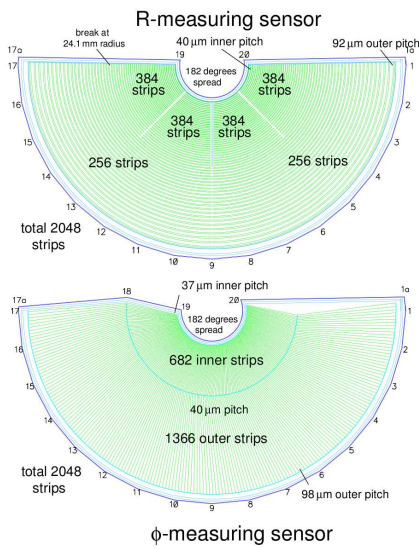 R-measuring sensor
break at
24.1 mm radius
40 μm inner pitch
92 μm outer pitch
17a
19
20
1a
17
182 degrees
spread
1
384
strips
384
strips
16
2
384
strips
384
strips
15
256 strips
256 strips
3
14
4
total 2048
strips
13
5
12
6
11
7
10
9
8
37 μm inner pitch
17a
18
19
20
1a
17
182 degrees
spread
1
16
682 inner strips
2
15
40 μm pitch
3
14
1366 outer strips
4
total 2048
strips
13
5
12
6
98 μm outer pitch
11
7
10
9
8
ϕ-measuring sensor